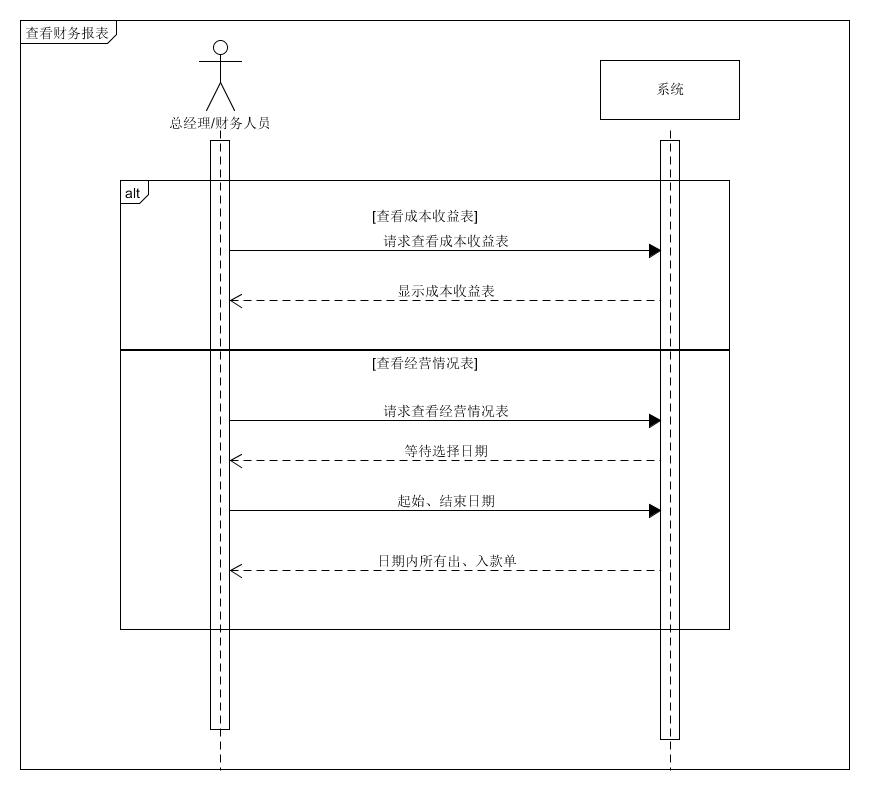 查看财务报表
总经理/财务人员
系统
alt
[查看成本收益表]
请求查看成本收益表
显示成本收益表
[查看经营情况表]
请求查看经营情况表
等待选择日期
起始、结束日期
日期内所有出、入款单